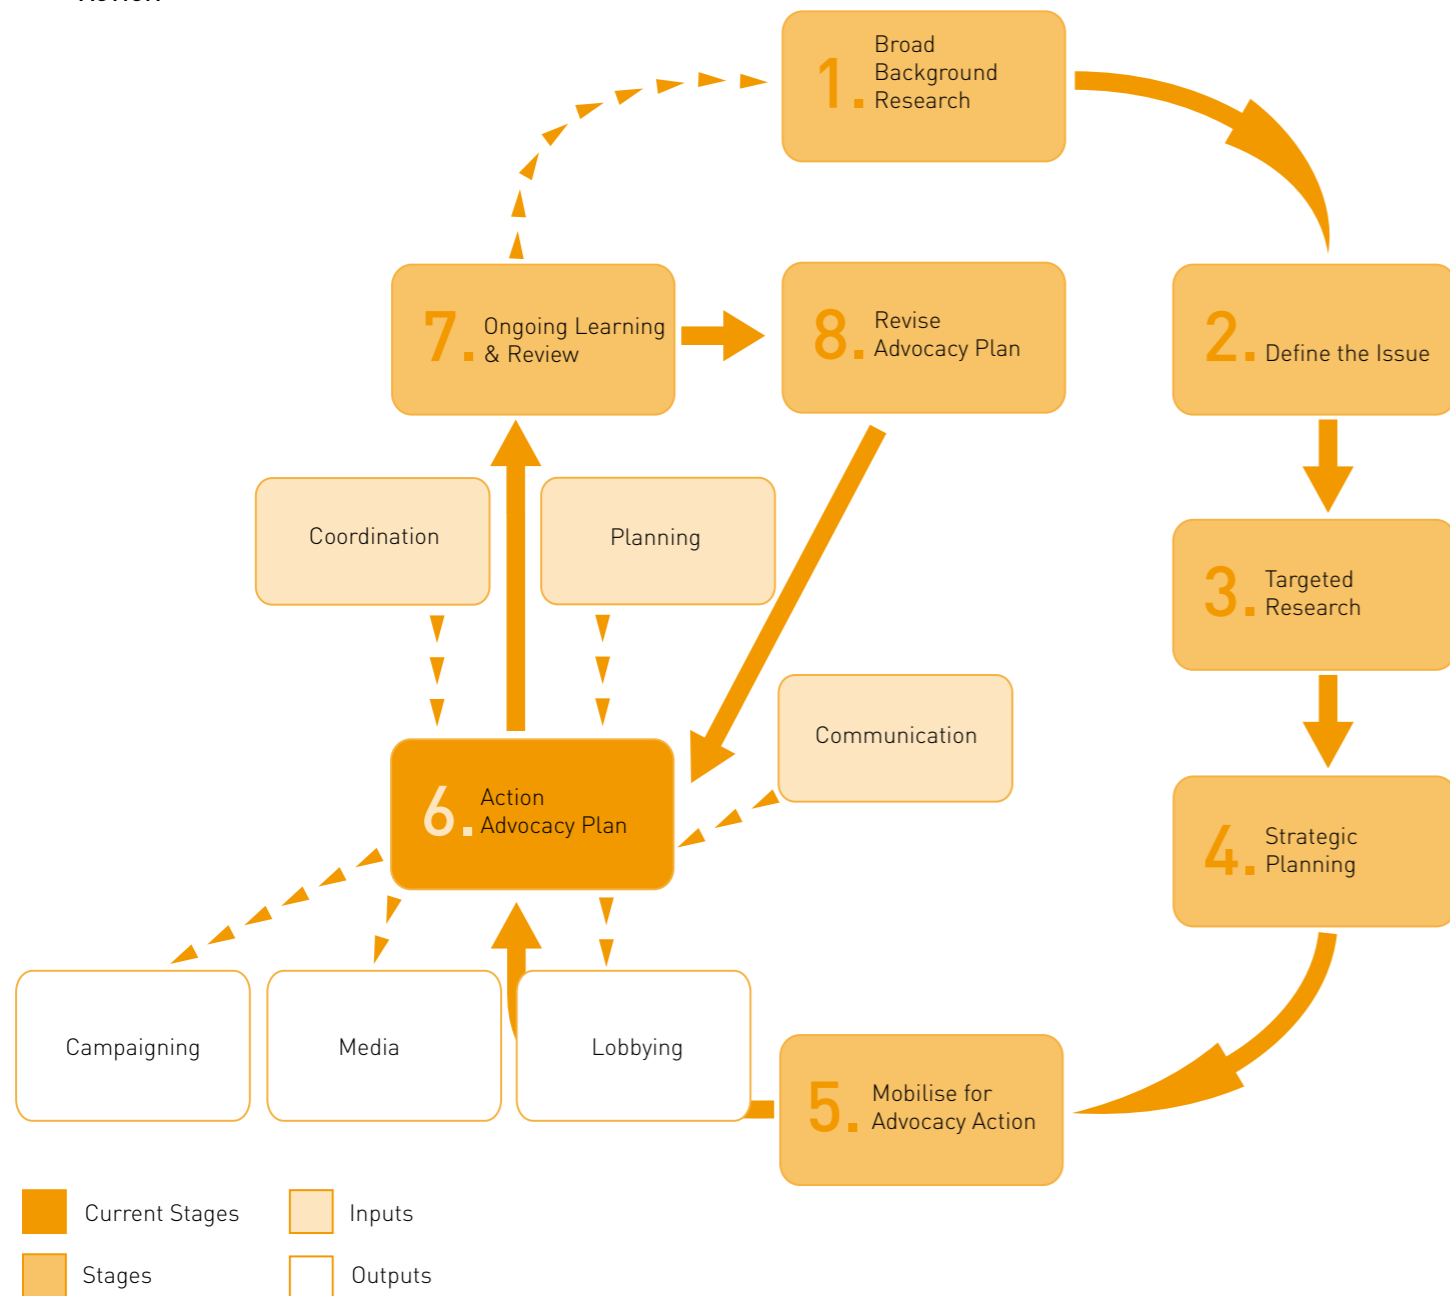 1. Broad
Background
Research
7. Ongoing Learning
& Review
8. Revise
Advocacy Plan
2. Define the Issue
Coordination
Planning
3. Targeted
Research
Communication
6. Action
Advocacy Plan
4. Strategic
Planning
Campaigning
Media
Lobbying
5. Mobilise for
Advocacy Action
Current Stages
Inputs
Stages
Outputs